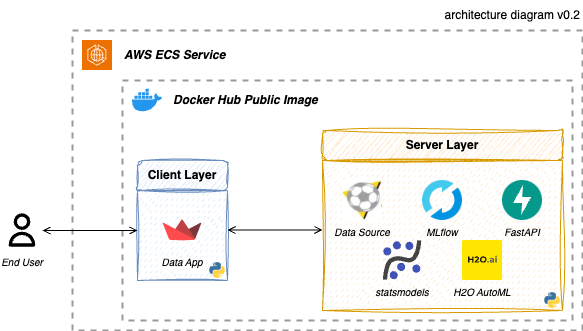 architecture diagram v0.2
AWS ECS Service
Docker Hub Public Image
Server Layer
Client Layer
Data Source
MLflow
FastAPI
End User
Data App
H2O.ai
statsmodels
H2O AutoML